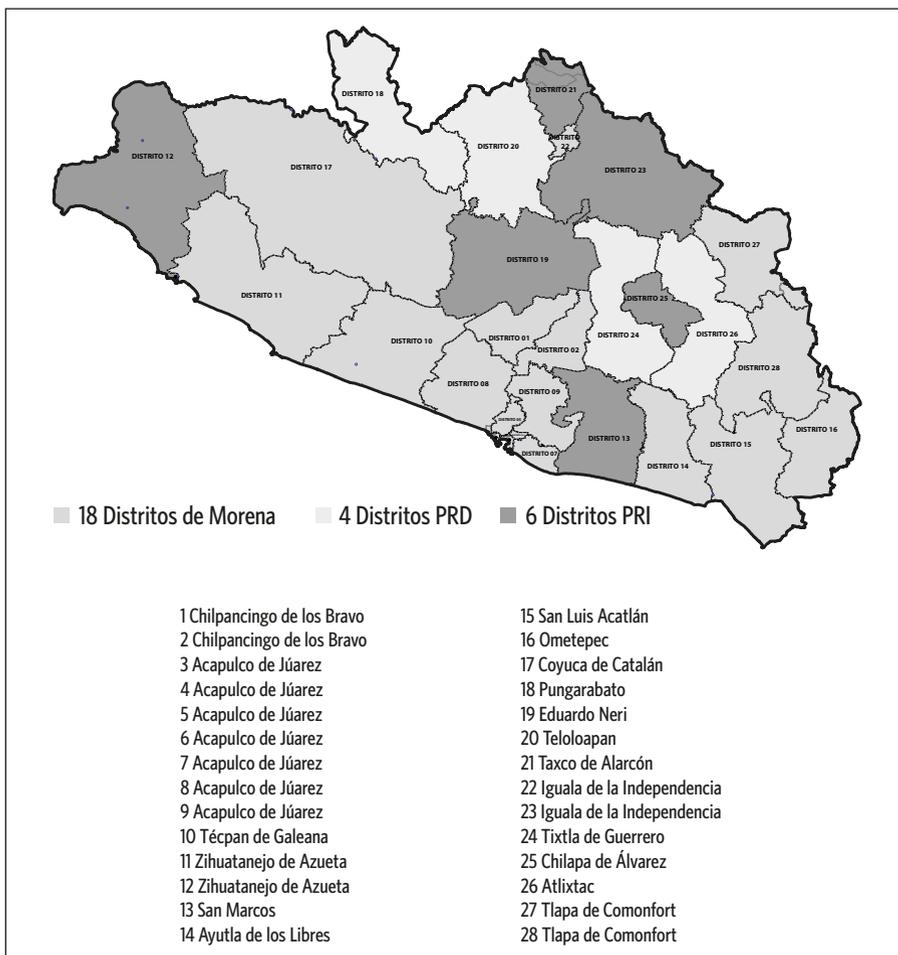 DISTRITO 18
DISTRITO 21
DISTRITO 12
DISTRITO 17
DISTRITO 20
DISTRITO
22
DISTRITO 23
DISTRITO 27
DISTRITO 19
DISTRITO 11
DISTRITO 25
DISTRITO 10
DISTRITO 01
DISTRITO 02
DISTRITO 24
DISTRITO 26
DISTRITO 28
DISTRITO 08
DISTRITO 09
DISTRITO 13
DISTRITO 14
DISTRITO 15
DISTRITO 16
DISTRITO 07
18 Distritos de Morena
4 Distritos PRD
6 Distritos PRI
1 Chilpancingo de los Bravo
2 Chilpancingo de los Bravo
3 Acapulco de Júarez
4 Acapulco de Júarez
5 Acapulco de Júarez
6 Acapulco de Júarez
7 Acapulco de Júarez
8 Acapulco de Júarez
9 Acapulco de Júarez
10 Técpan de Galeana
11 Zihuatanejo de Azueta
12 Zihuatanejo de Azueta
13 San Marcos
14 Ayutla de los Libres
15 San Luis Acatlán
16 Ometepec
17 Coyuca de Catalán
18 Pungarabato
19 Eduardo Neri
20 Teloloapan
21 Taxco de Alarcón
22 Iguala de la Independencia
23 Iguala de la Independencia
24 Tixtla de Guerrero
25 Chilapa de Álvarez
26 Atlixtac
27 Tlapa de Comonfort
28 Tlapa de Comonfort